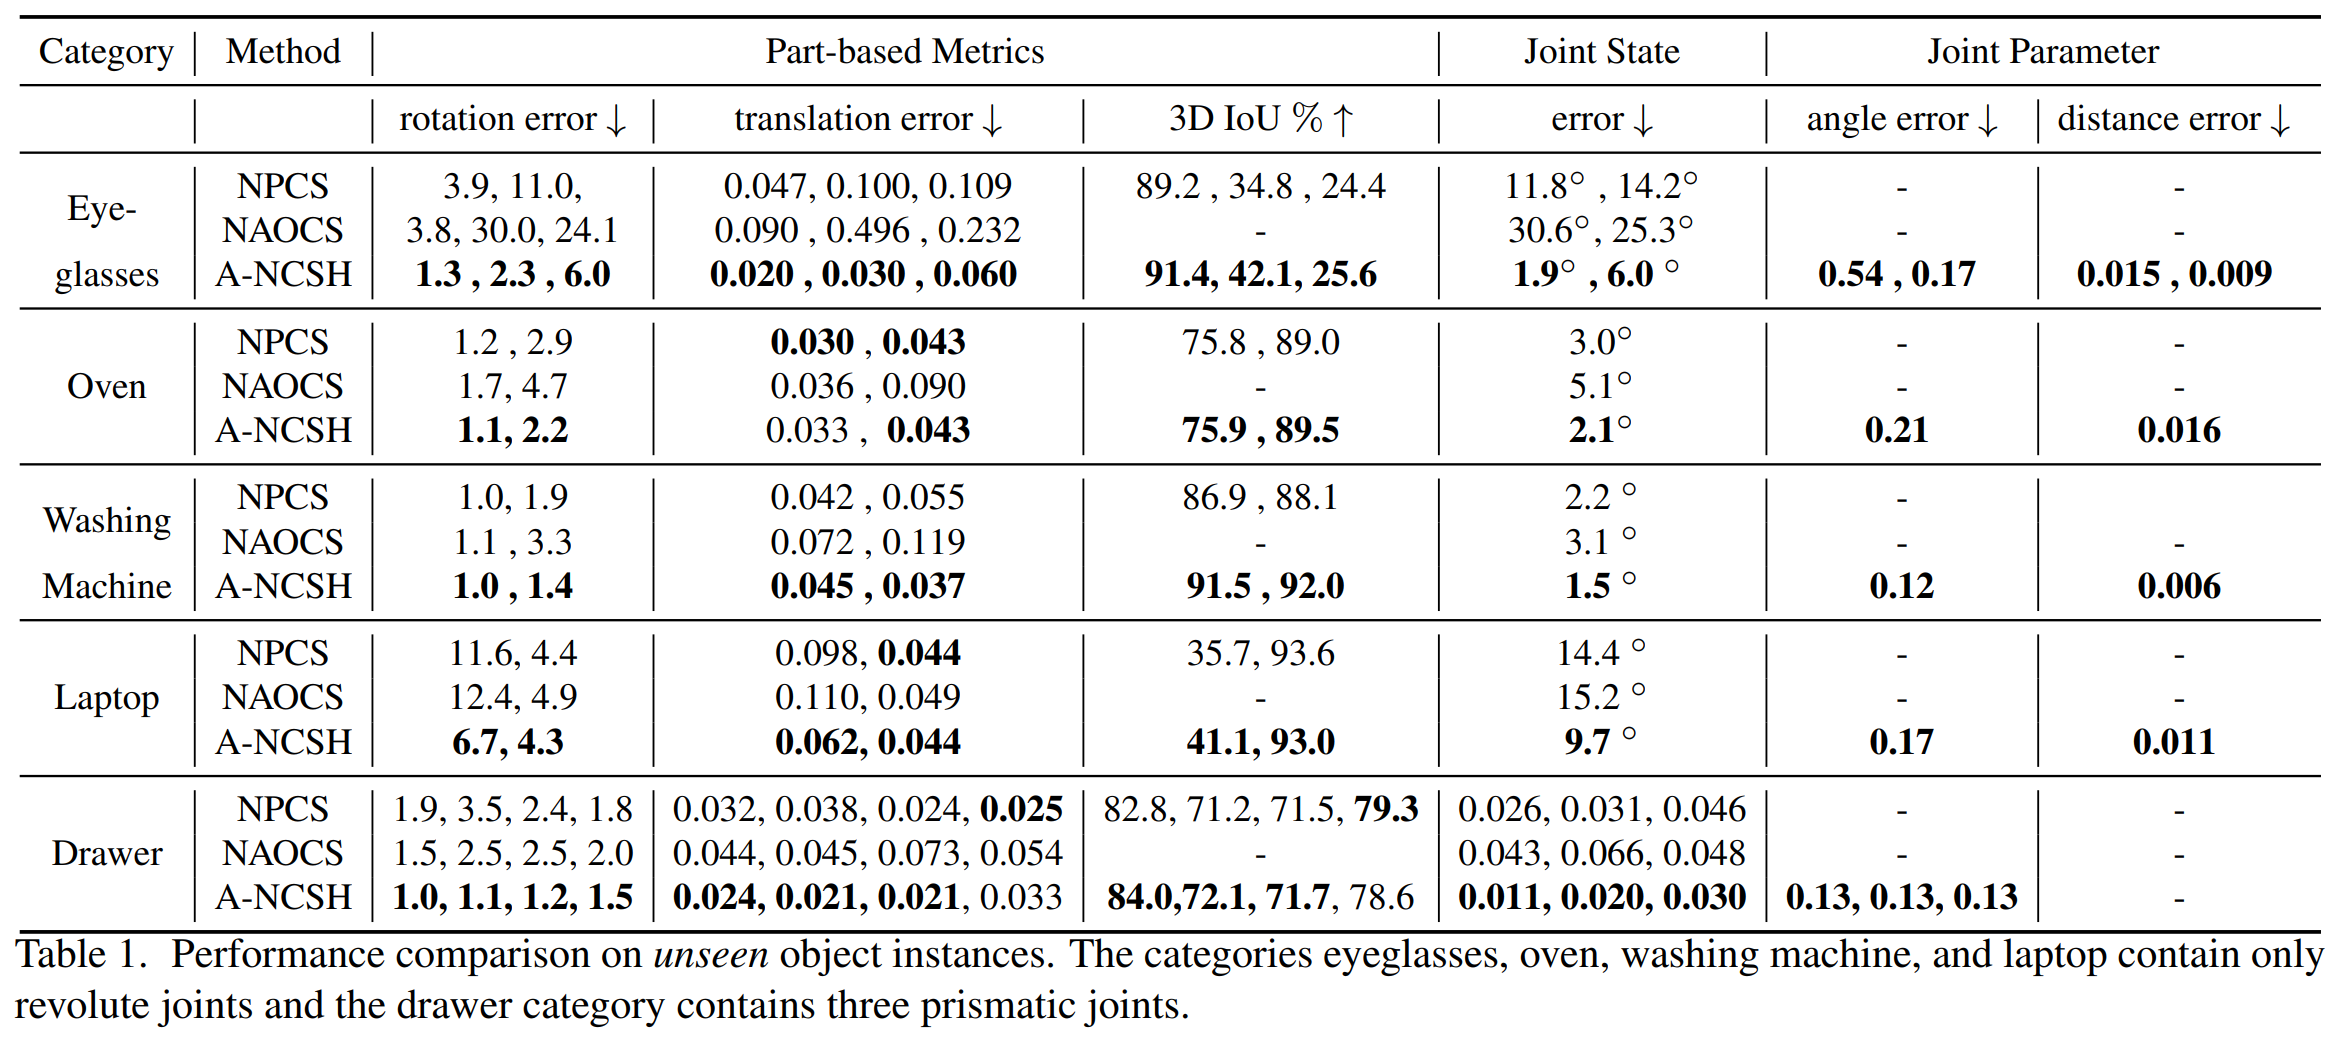 Category Method Part-based Metrics Joint State Joint Parameter
rotation error ↓ translation error ↓ 3D IoU % ↑ error ↓ angle error ↓ distance error ↓
Eye-
glasses
NPCS 3.9, 11.0, 0.047, 0.100, 0.109 89.2 , 34.8 , 24.4 11.8° , 14.2° - -
NAOCS 3.8, 30.0, 24.1 0.090 , 0.496 , 0.232 - 30.6°, 25.3° - -
A-NCSH 1.3 , 2.3 , 6.0 0.020 , 0.030 , 0.060 91.4, 42.1, 25.6 1.9° , 6.0 ° 0.54 , 0.17 0.015 , 0.009
Oven
NPCS 1.2 , 2.9 0.030 , 0.043 75.8 , 89.0 3.0° - -
NAOCS 1.7, 4.7 0.036 , 0.090 - 5.1° - -
A-NCSH 1.1, 2.2 0.033 , 0.043 75.9 , 89.5 2.1° 0.21 0.016
Washing
Machine
NPCS 1.0, 1.9 0.042 , 0.055 86.9 , 88.1 2.2 ° -
NAOCS 1.1 , 3.3 0.072 , 0.119 - 3.1 ° - -
A-NCSH 1.0 , 1.4 0.045 , 0.037 91.5 , 92.0 1.5 ° 0.12 0.006
Laptop
NPCS 11.6, 4.4 0.098, 0.044 35.7, 93.6 14.4 ° - -
NAOCS 12.4, 4.9 0.110, 0.049 - 15.2 ° - -
A-NCSH 6.7, 4.3 0.062, 0.044 41.1, 93.0 9.7 ° 0.17 0.011
Drawer
NPCS 1.9, 3.5, 2.4, 1.8 0.032, 0.038, 0.024, 0.025 82.8, 71.2, 71.5, 79.3 0.026, 0.031, 0.046 - -
NAOCS 1.5, 2.5, 2.5, 2.0 0.044, 0.045, 0.073, 0.054 - 0.043, 0.066, 0.048 - -
A-NCSH 1.0, 1.1, 1.2, 1.5 0.024, 0.021, 0.021, 0.033 84.0,72.1, 71.7, 78.6 0.011, 0.020, 0.030 0.13, 0.13, 0.13 -
Table 1. Performance comparison on unseen object instances. The categories eyeglasses, oven, washing machine, and laptop contain only
revolute joints and the drawer category contains three prismatic joints.